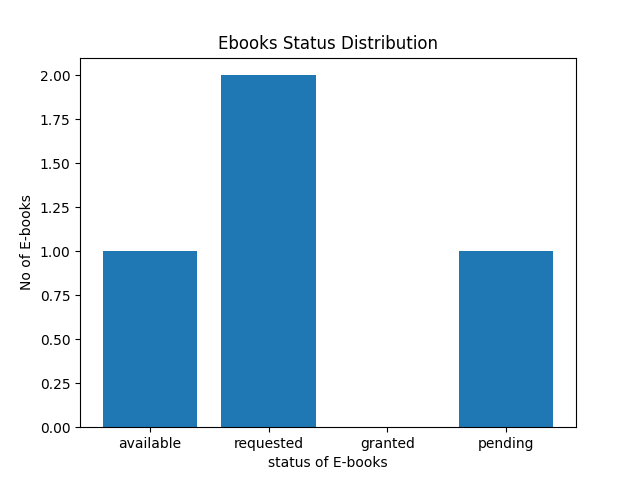 Ebooks Status Distribution
2.00
1.75
1.50
1.25
1.00
0.75
0.50
0.25
0.00
No of E-books
available requested granted pending
status of E-books